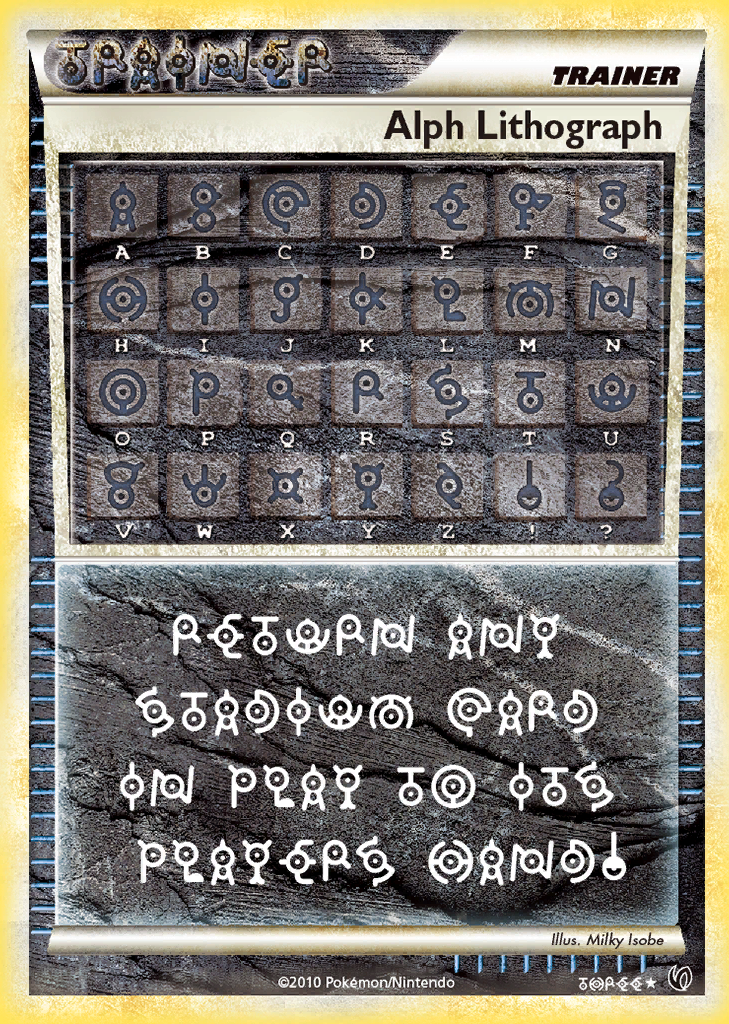 TRAINER
TRAINER
Alph Lithograph
A B C D E F G
H I J K L M N
O P Q R S T U
V W X Y Z ! ?
RETURN ANY
STADIUM CARD
IN PLAY TO ITS
PLAYERS HAND!
Illus. Milky Isobe
©2010 Pokémon/Nintendo
THREE★